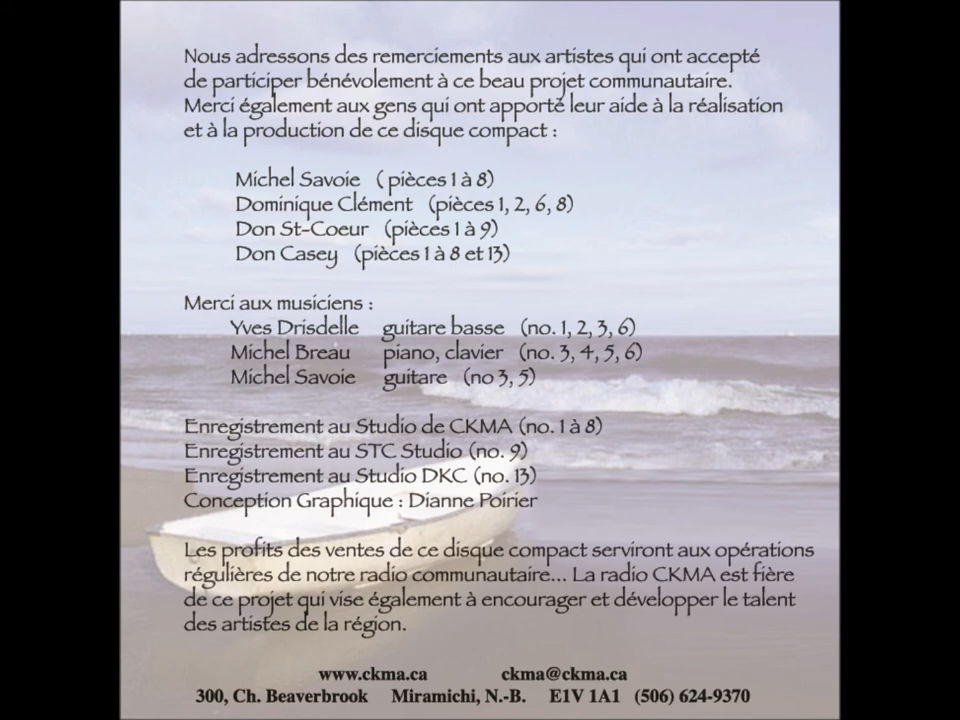 Nous adressons des remerciements aux artistes qui ont accepté
de participer bénévolement à ce beau projet communautaire.
Merci également aux gens qui ont apporté leur aide à la réalisation
et à la production de ce disque compact :
Michel Savoie ( pièces 1 à 8)
Dominique Clément (pièces 1, 2, 6, 8)
Don St-Coeur (pièces 1 à 9)
Don Casey (pièces 1 à 8 et 13)
Merci aux musiciens :
Yves Drisdelle guitare basse (no. 1, 2, 3, 6)
Michel Breau piano, clavier (no. 3, 4, 5, 6)
Michel Savoie guitare (no 3, 5)
Enregistrement au Studio de CKMA (no. 1 à 8)
Enregistrement au STC Studio (no. 9)
Enregistrement au Studio DKC (no. 13)
Conception Graphique : Dianne Poirier
Les profits des ventes de ce disque compact serviront aux opérations
régulières de notre radio communautaire... La radio CKMA est fière
de ce projet qui vise également à encourager et développer le talent
des artistes de la région.
www.ckma.ca ckma@ckma.ca
300, Ch. Beaverbrook Miramichi, N.-B. E1V 1A1 (506) 624-9370